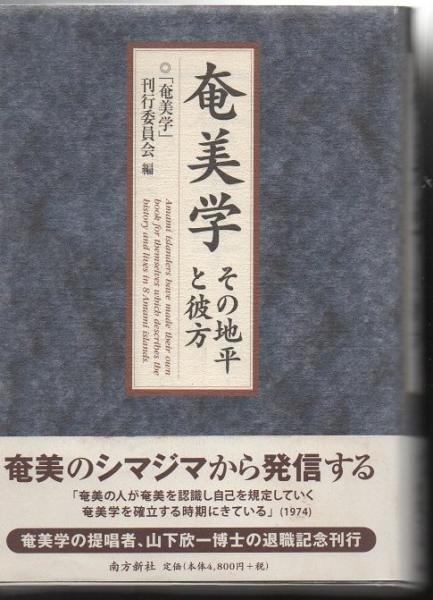 奄美学
その地平
と彼方
◎「奄美学」
刊行委員会 編
Amami islanders have made their own
book for themselves which describes the
history and lives in 8 Amami islands.
奄美のシマジマから発信する
「奄美の人が奄美を認識し自己を規定していく
奄美学を確立する時期にきている」(1974)
奄美学の提唱者、山下欣一博士の退職記念刊行
南方新社 定価(本体4,800円+税)